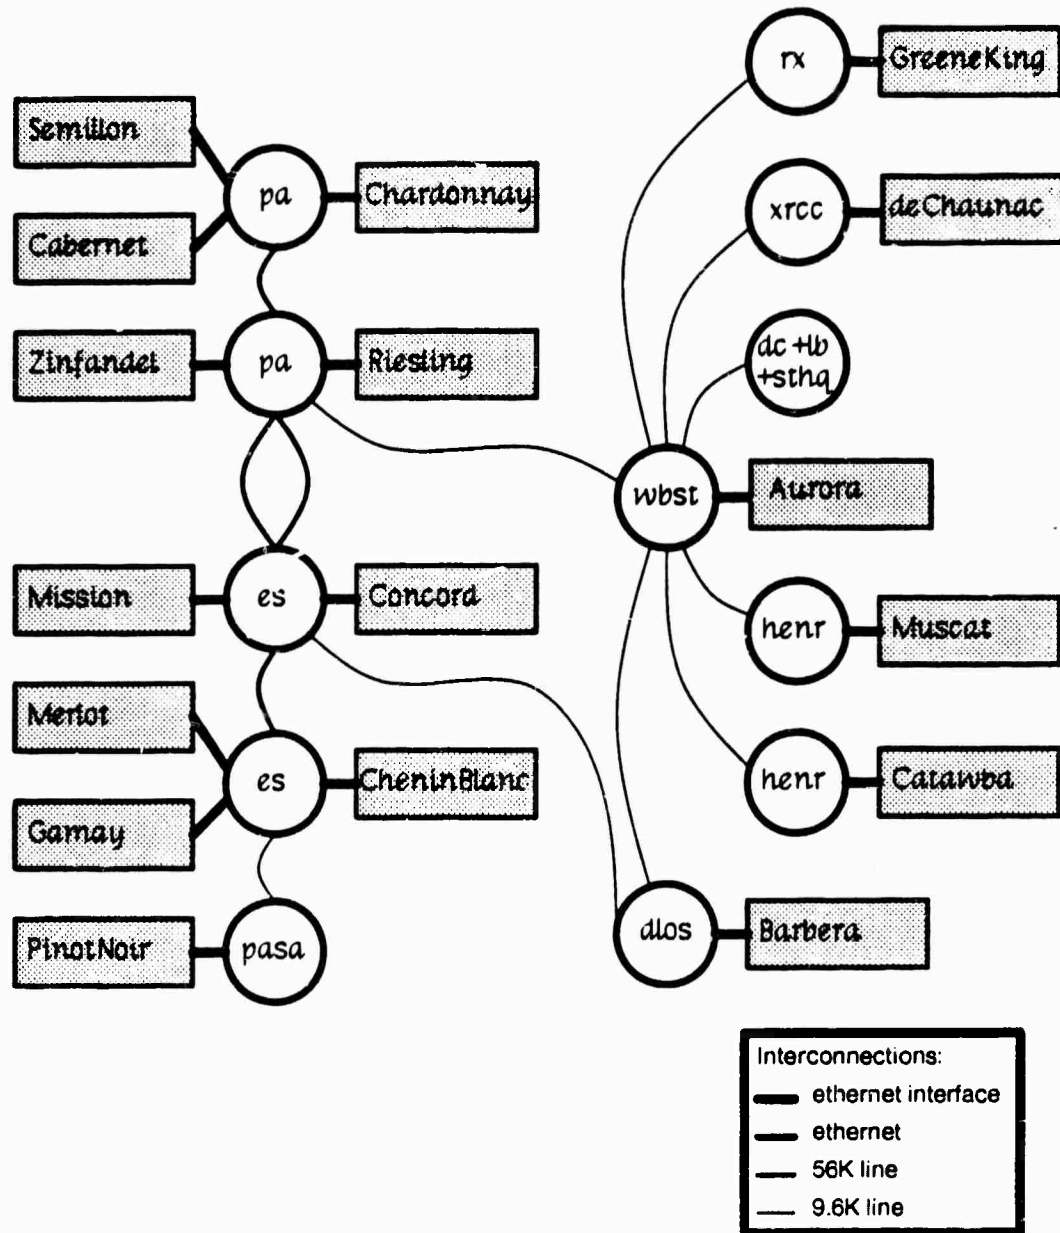 rx
GreeneKing
Semillon
pa
Chardonnay
xrcc
deChaunac
Cabernet
Zinfandel
pa
Riesling
dc+lb
+sthq
wbst
Aurora
Mission
es
Concord
henr
Muscat
Merlot
es
CheninBlanc
henr
Catawba
Gamay
PinotNoir
pasa
dlos
Barbera
Interconnections:
ethernet interface
ethernet
56K line
9.6K line